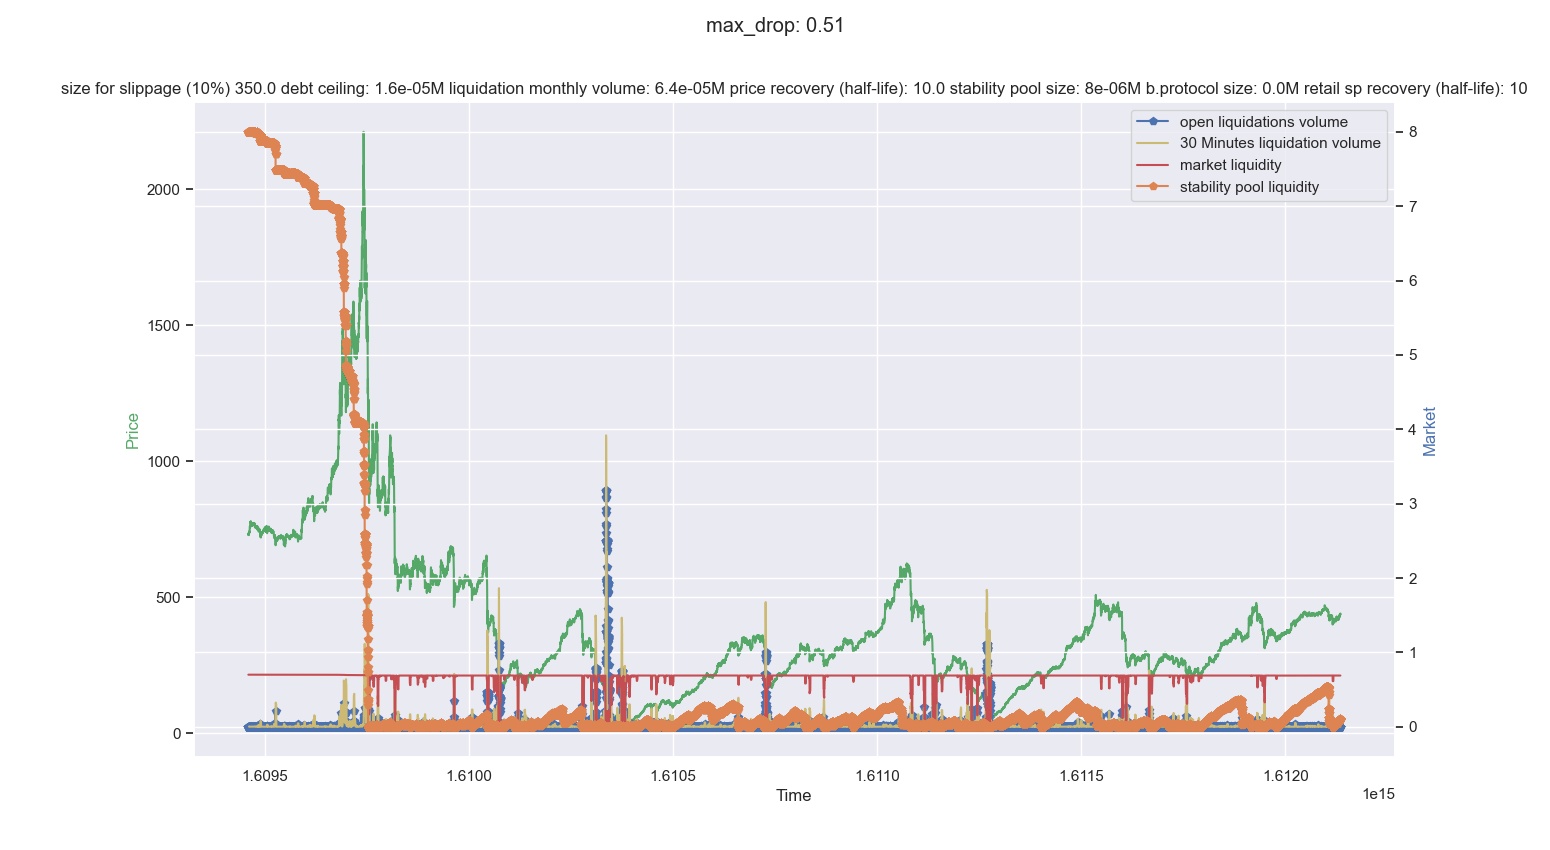 max_drop: 0.51
size for slippage (10%) 350.0 debt ceiling: 1.6e-05M liquidation monthly volume: 6.4e-05M price recovery (half-life): 10.0 stability pool size: 8e-06M b.protocol size: 0.0M retail sp recovery (half-life): 10
open liquidations volume
30 Minutes liquidation volume
market liquidity
stability pool liquidity
Price
2000
1500
1000
500
0
Market
8
7
6
5
4
3
2
1
0
1.6095 1.6100 1.6105 1.6110 1.6115 1.6120
Time
1e15